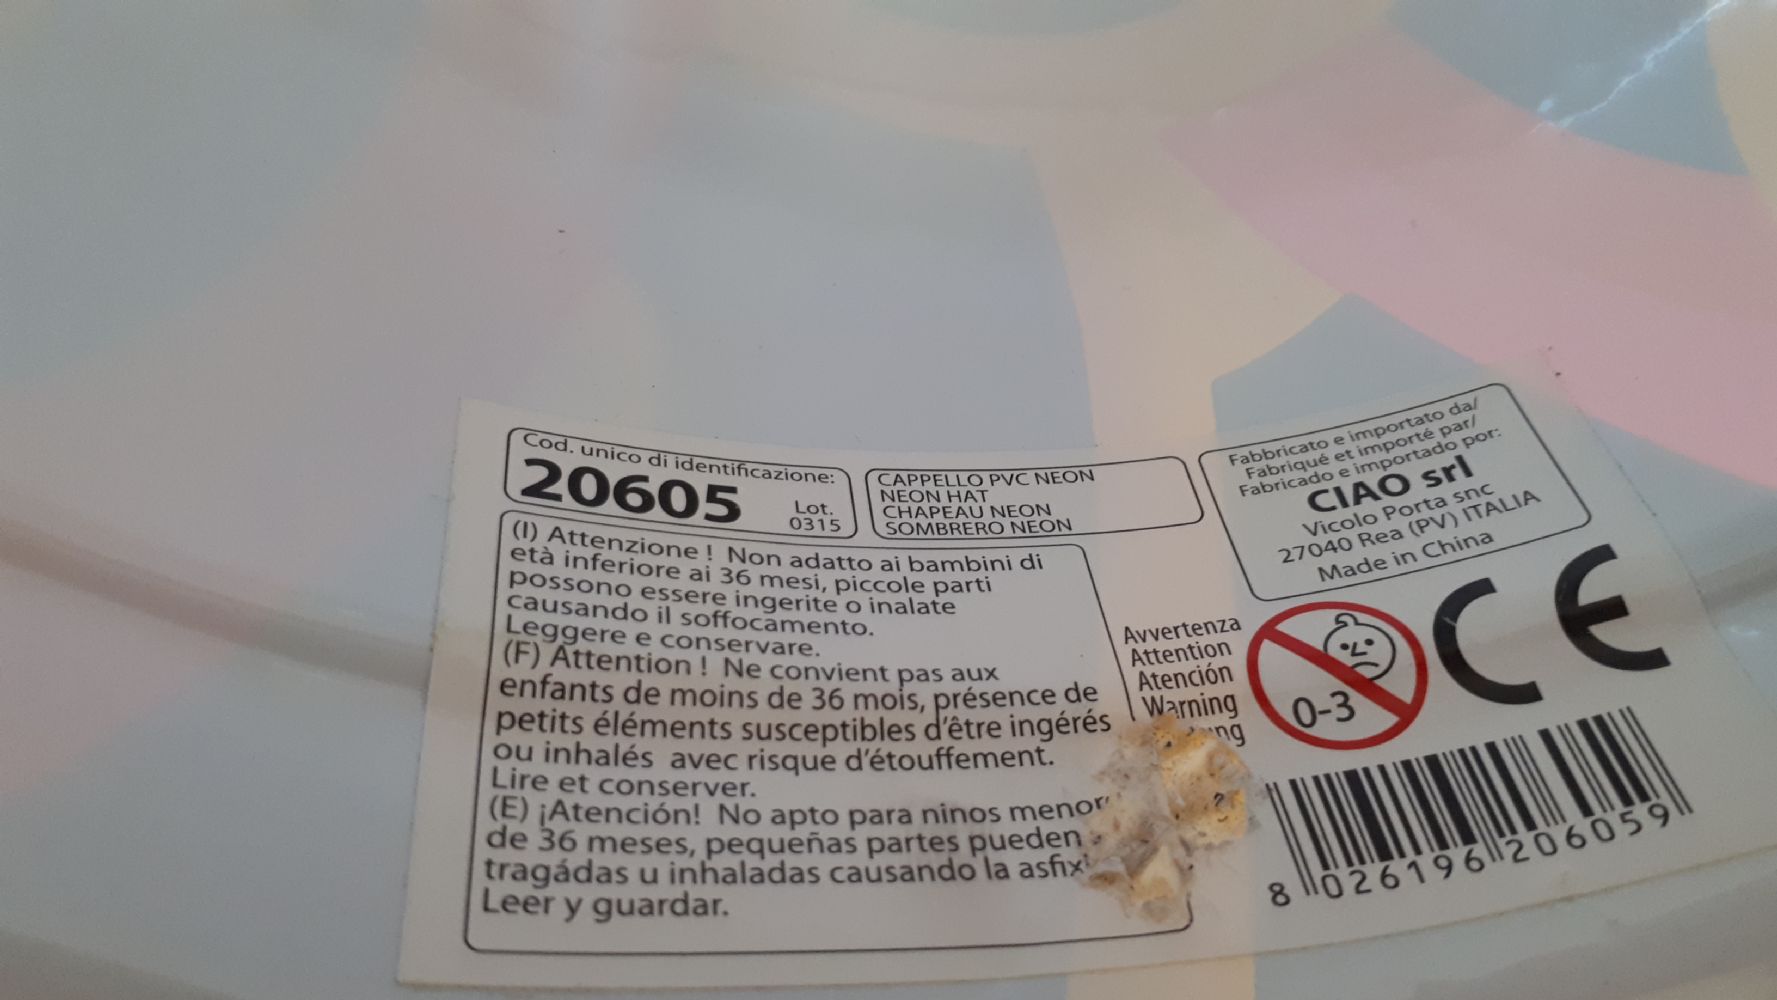 Cod. unico di identificazione:
20605
Lot.
0315
CAPPELLO PVC NEON
NEON HAT
CHAPEAU NEON
SOMBRERO NEON
Fabbricato e importato da/
Fabriqué et importé par/
Fabricado e importado por:
CIAO srl
Vicolo Porta snc
27040 Rea (PV) ITALIA
Made in China
(I) Attenzione ! Non adatto ai bambini di
età inferiore ai 36 mesi, piccole parti
possono essere ingerite o inalate
causando il soffocamento.
Leggere e conservare.
(F) Attention ! Ne convient pas aux
enfants de moins de 36 mois, présence de
petits éléments susceptibles d'être ingérés
ou inhalés avec risque d'étouffement.
Lire et conserver.
(E) ¡Atención! No apto para ninos menor
de 36 meses, pequeñas partes pueden
tragádas u inhaladas causando la asfix
Leer y guardar.
Avvertenza
Attention
Atención
Warning
0-3
CE
8 026196 206059